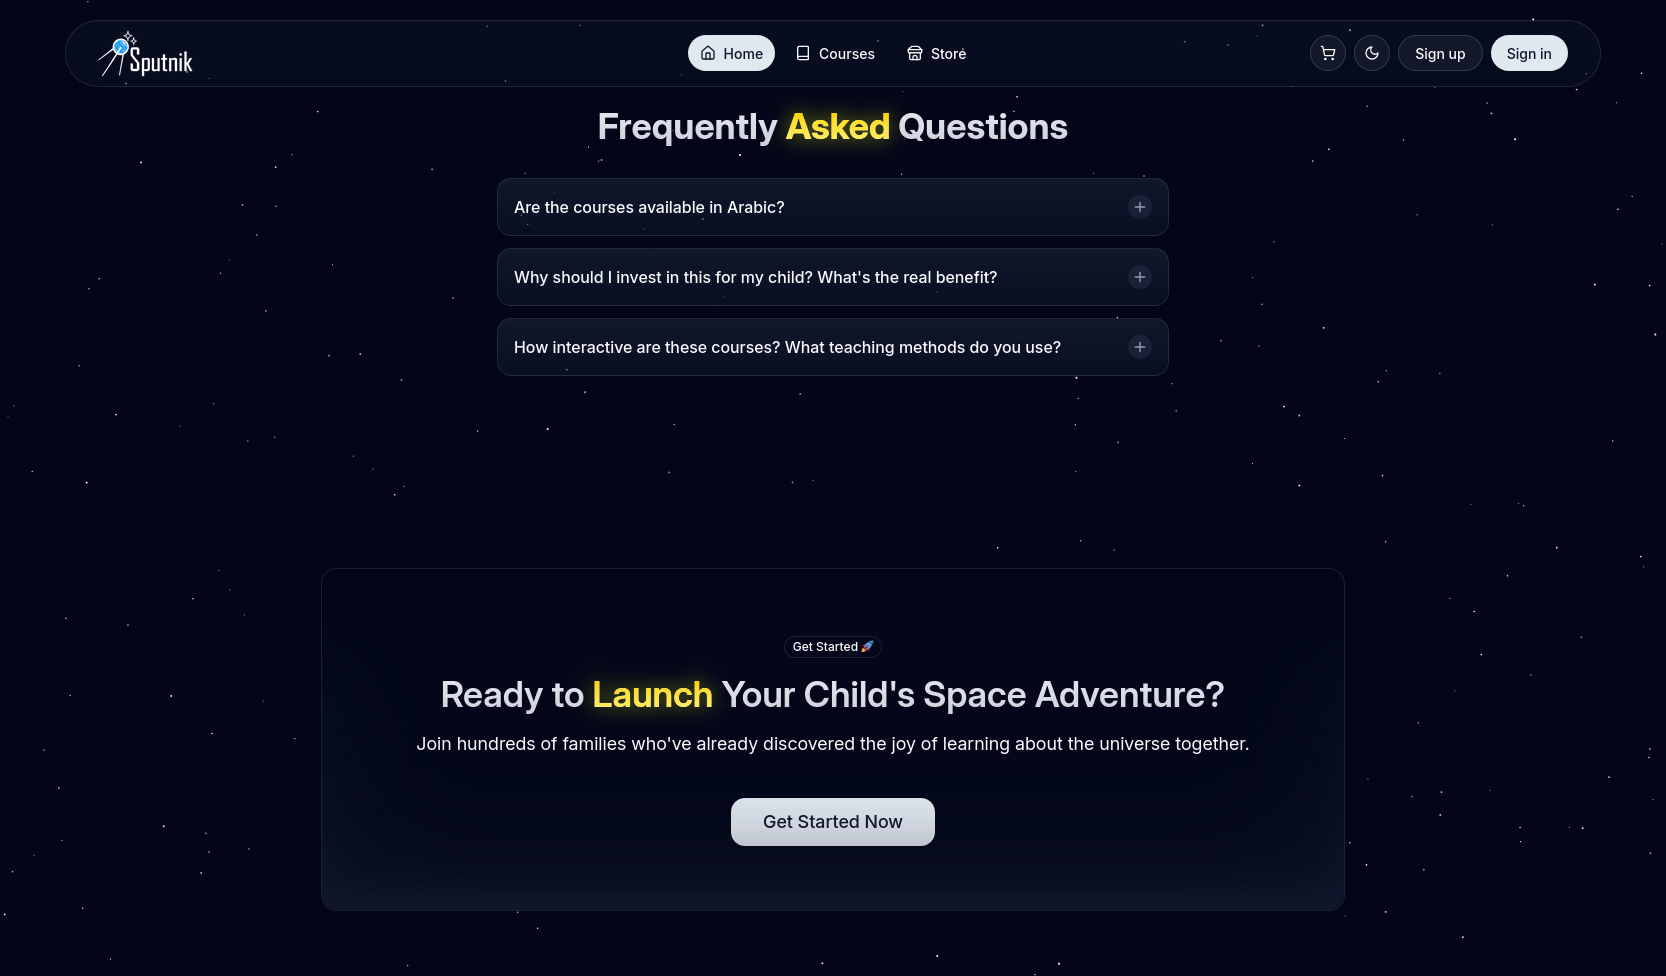 Sputnik
Home
Courses
Store
Sign up
Sign in
Frequently Asked Questions
Are the courses available in Arabic?
Why should I invest in this for my child? What's the real benefit?
How interactive are these courses? What teaching methods do you use?
Get Started 🚀
Ready to Launch Your Child's Space Adventure?
Join hundreds of families who've already discovered the joy of learning about the universe together.
Get Started Now